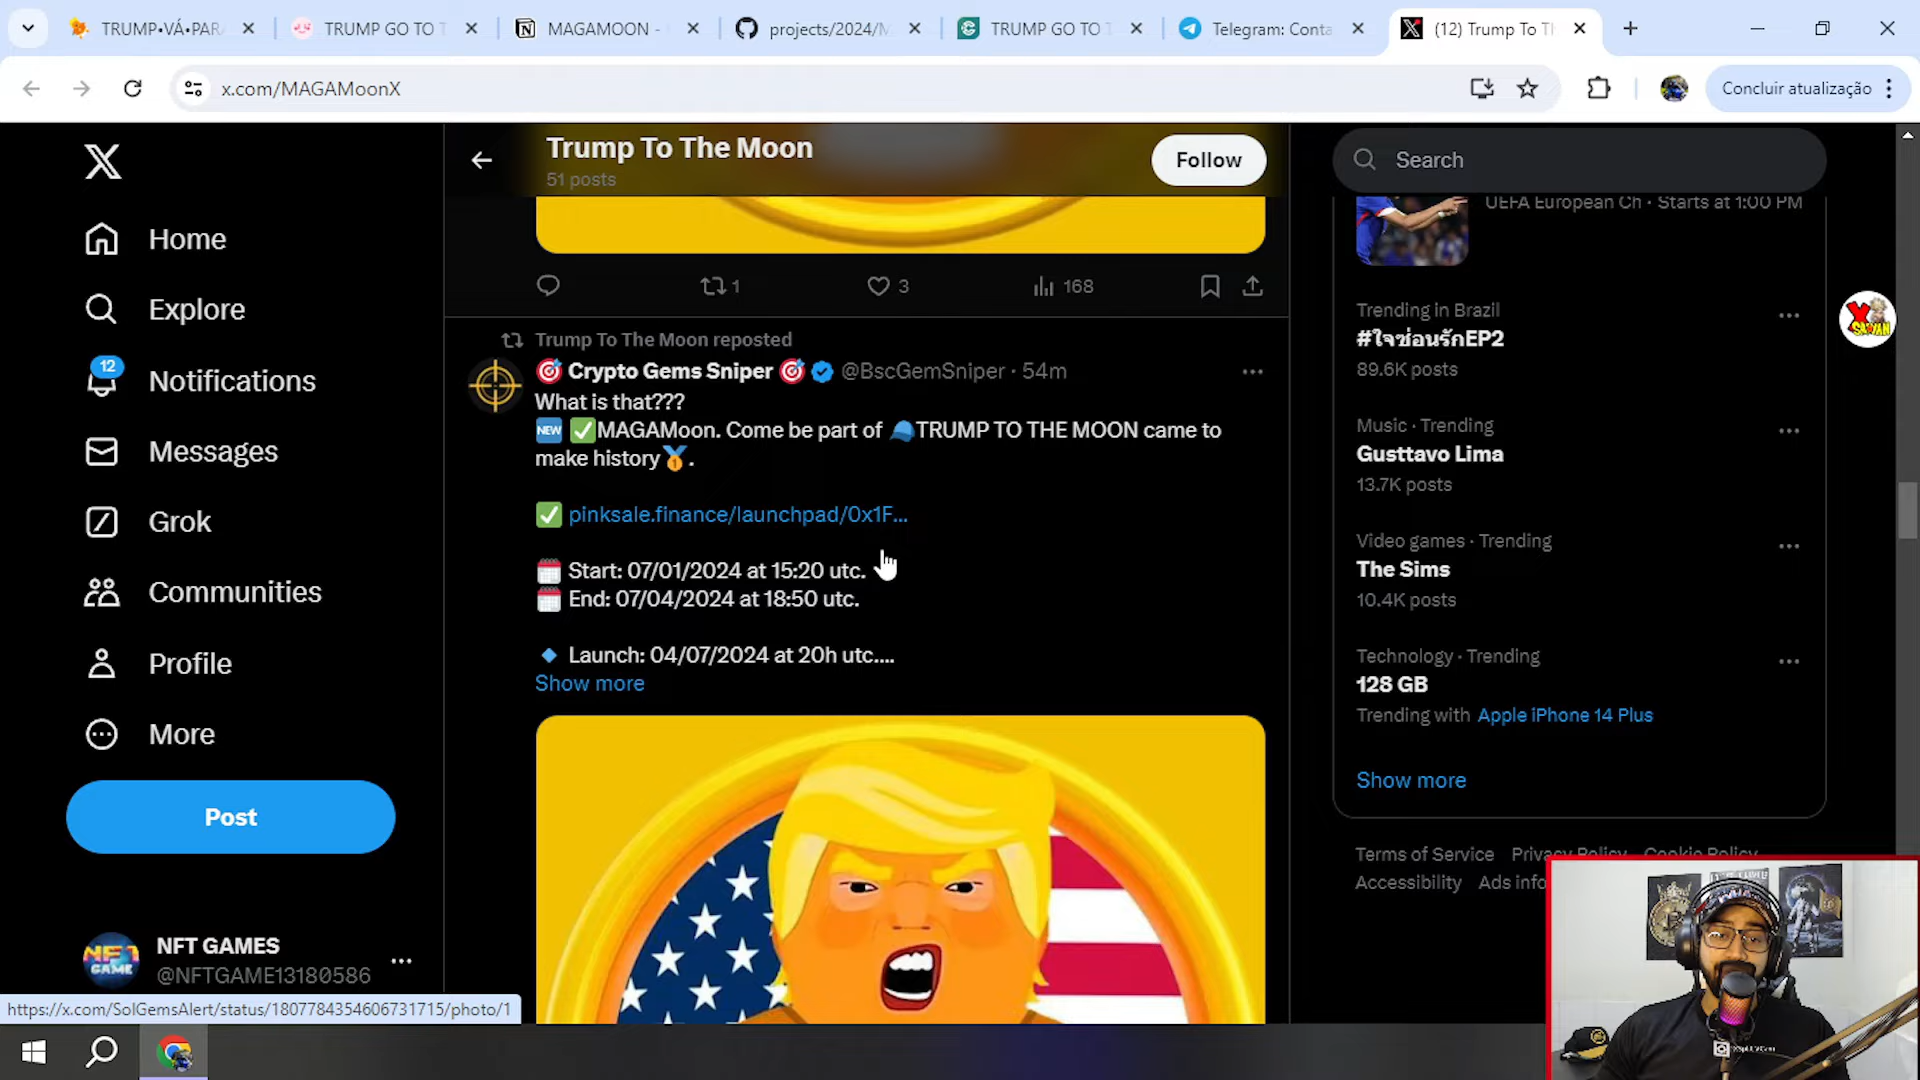 TRUMP•VÁ•PAR
TRUMP GO TO T
MAGAMOON -
projects/2024/M
TRUMP GO TO T
Telegram: Conta
(12) Trump To Th
x.com/MAGAMoonX
Concluir atualização
Trump To The Moon
51 posts
Follow
Search
UEFA European Ch · Starts at 1:00 PM
Home
Explore
12
Notifications
Messages
Grok
Communities
Profile
More
Post
NFT GAMES
@NFTGAME13180586
1
3
168
Trump To The Moon reposted
Crypto Gems Sniper @BscGemSniper · 54m
What is that???
NEW MAGAMoon. Come be part of TRUMP TO THE MOON came to
make history.
pinksale.finance/launchpad/0x1F...
Start: 07/01/2024 at 15:20 utc.
End: 07/04/2024 at 18:50 utc.
Launch: 04/07/2024 at 20h utc....
Show more
Trending in Brazil
#ใจซ่อนรักEP2
89.6K posts
Music · Trending
Gusttavo Lima
13.7K posts
Video games · Trending
The Sims
10.4K posts
Technology · Trending
128 GB
Trending with Apple iPhone 14 Plus
Show more
Terms of Service Privacy Policy Cookie Policy
Accessibility Ads info
https://x.com/SolGemsAlert/status/1807784354606731715/photo/1